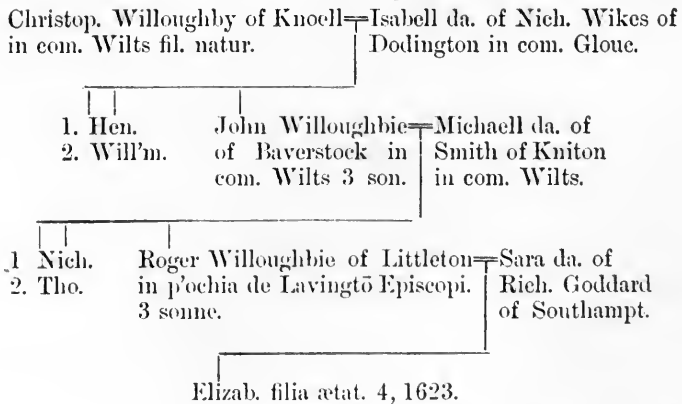 Christop. Willoughby of Knoell=Isabell da. of Nich. Wikes of
in com. Wilts fil. natur. Dodington in com. Glouc.
1. Hen. John Willoughbie=Michaell da. of
2. Will'm. of Baverstock in Smith of Kniton
com. Wilts 3 son. in com. Wilts.
1 Nich. Roger Willoughbie of Littleton=Sara da. of
2. Tho. in p'ochia de Lavingtō Episcopi. Rich. Goddard
3 sonne. of Southampt.
Elizab. filia ætat. 4, 1623.